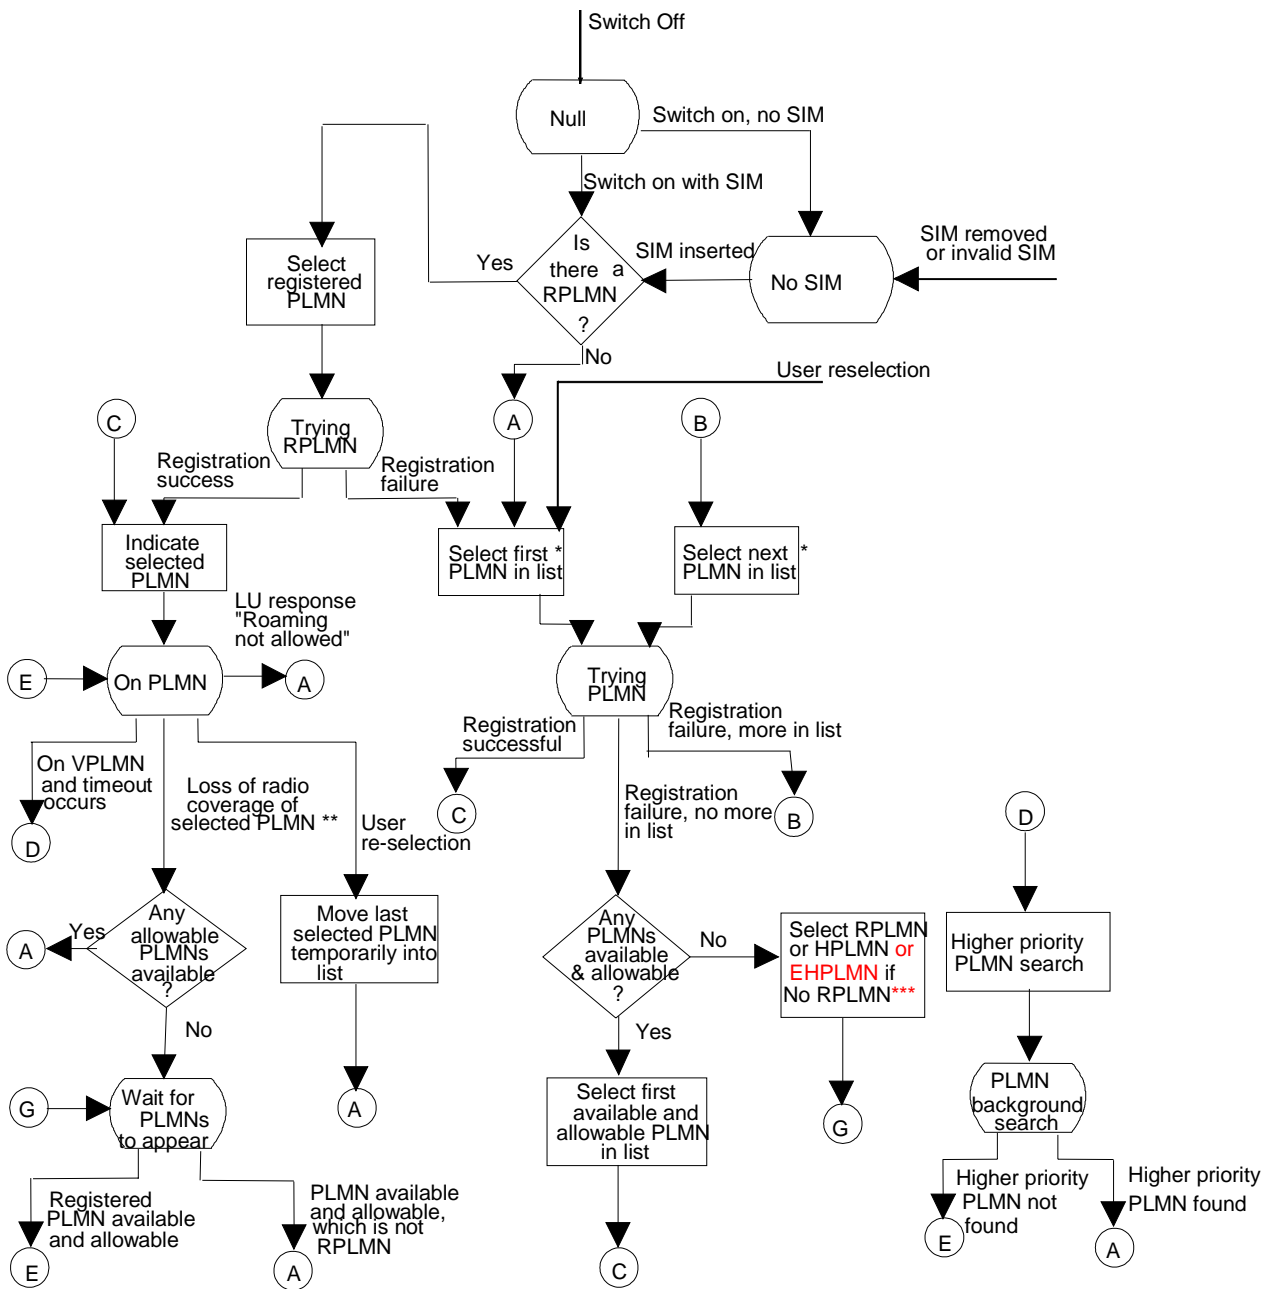 Switch Off
Null
Switch on, no SIM
Switch on with SIM
Is
there a
RPLMN
?
Yes
SIM inserted
No SIM
SIM removed
or invalid SIM
Select
registered
PLMN
No
User reselection
C
Trying
RPLMN
A
B
Registration
success
Registration
failure
Indicate
selected
PLMN
Select first *
PLMN in list
Select next *
PLMN in list
LU response
"Roaming
not allowed"
E
On PLMN
A
Trying
PLMN
Registration
successful
Registration
failure, more in list
On VPLMN
and timeout
occurs
Loss of radio
coverage of
selected PLMN **
User
re-selection
Registration
failure, no more
in list
D
C
B
D
Any
allowable
PLMNs
available
?
Yes
A
Move last
selected PLMN
temporarily into
list
Any
PLMNs
available
& allowable
?
No
Select RPLMN
or HPLMN or
EHPLMN if
No RPLMN***
Higher priority
PLMN search
No
Yes
G
Wait for
PLMNs
to appear
A
Select first
available and
allowable PLMN
in list
G
PLMN
background
search
Registered
PLMN available
and allowable
PLMN available
and allowable,
which is not
RPLMN
Higher priority
PLMN not
found
Higher priority
PLMN found
E
A
C
E
A